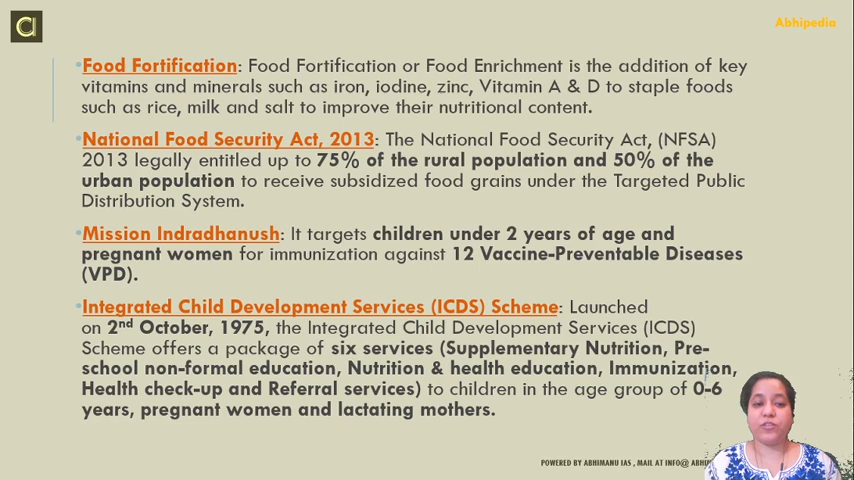 Abhipedia
•Food Fortification: Food Fortification or Food Enrichment is the addition of key
vitamins and minerals such as iron, iodine, zinc, Vitamin A & D to staple foods
such as rice, milk and salt to improve their nutritional content.
•National Food Security Act, 2013: The National Food Security Act, (NFSA)
2013 legally entitled up to 75% of the rural population and 50% of the
urban population to receive subsidized food grains under the Targeted Public
Distribution System.
•Mission Indradhanush: It targets children under 2 years of age and
pregnant women for immunization against 12 Vaccine-Preventable Diseases
(VPD).
•Integrated Child Development Services (ICDS) Scheme: Launched
on 2nd October, 1975, the Integrated Child Development Services (ICDS)
Scheme offers a package of six services (Supplementary Nutrition, Pre-
school non-formal education, Nutrition & health education, Immunization,
Health check-up and Referral services) to children in the age group of 0-6
years, pregnant women and lactating mothers.
POWERED BY ABHIMANU IAS , MAIL AT INFO@